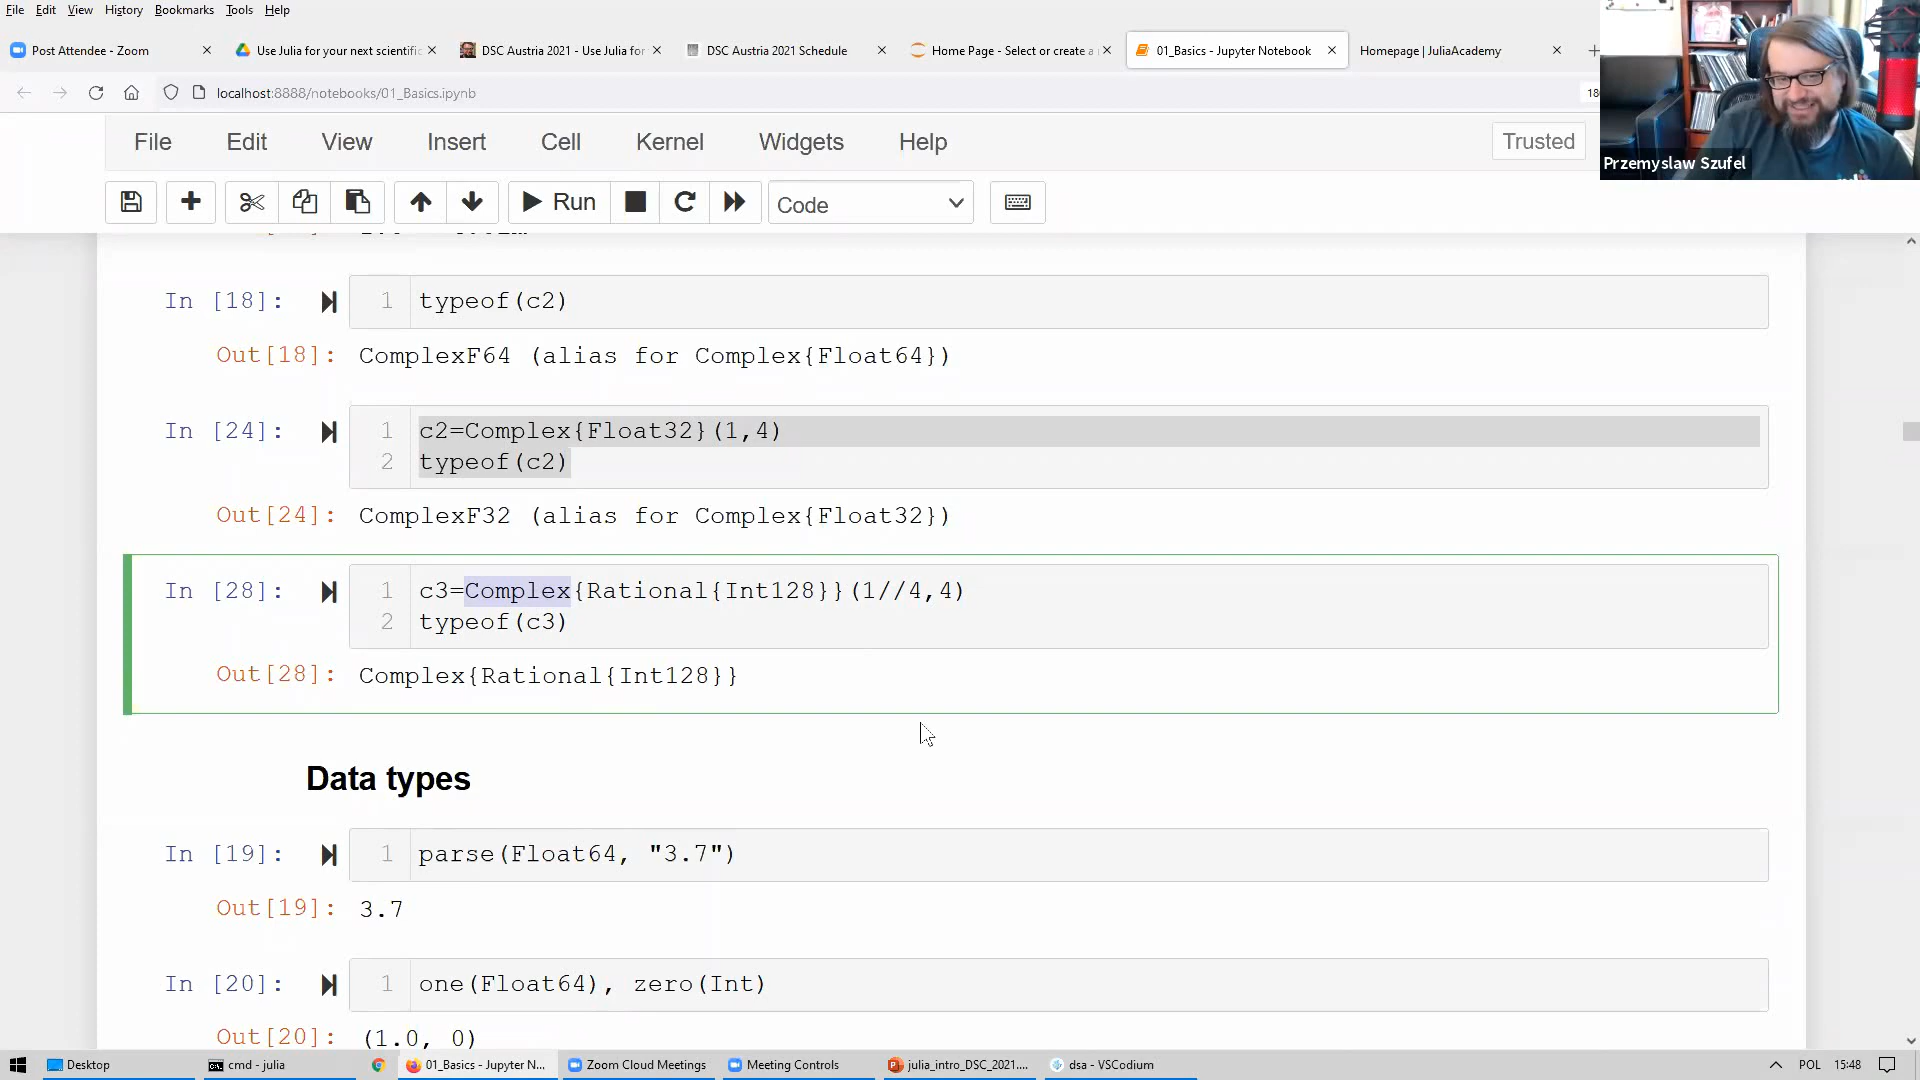 File Edit View History Bookmarks Tools Help
Post Attendee - Zoom
Use Julia for your next scientific
DSC Austria 2021 - Use Julia for
DSC Austria 2021 Schedule
Home Page - Select or create a
01_Basics - Jupyter Notebook
Homepage | JuliaAcademy
localhost:8888/notebooks/01_Basics.ipynb
File Edit View Insert Cell Kernel Widgets Help
Trusted
Przemyslaw Szufel
Run
Code
In [18]: 1 typeof(c2)
Out[18]: ComplexF64 (alias for Complex{Float64})
In [24]: 1 c2=Complex{Float32}(1,4)
2 typeof(c2)
Out[24]: ComplexF32 (alias for Complex{Float32})
In [28]: 1 c3=Complex{Rational{Int128}}(1//4,4)
2 typeof(c3)
Out[28]: Complex{Rational{Int128}}
Data types
In [19]: 1 parse(Float64, "3.7")
Out[19]: 3.7
In [20]: 1 one(Float64), zero(Int)
Out[20]: (1.0, 0)
Desktop
cmd - julia
01_Basics - Jupyter N...
Zoom Cloud Meetings
Meeting Controls
julia_intro_DSC_2021....
dsa - VSCodium
POL 15:48